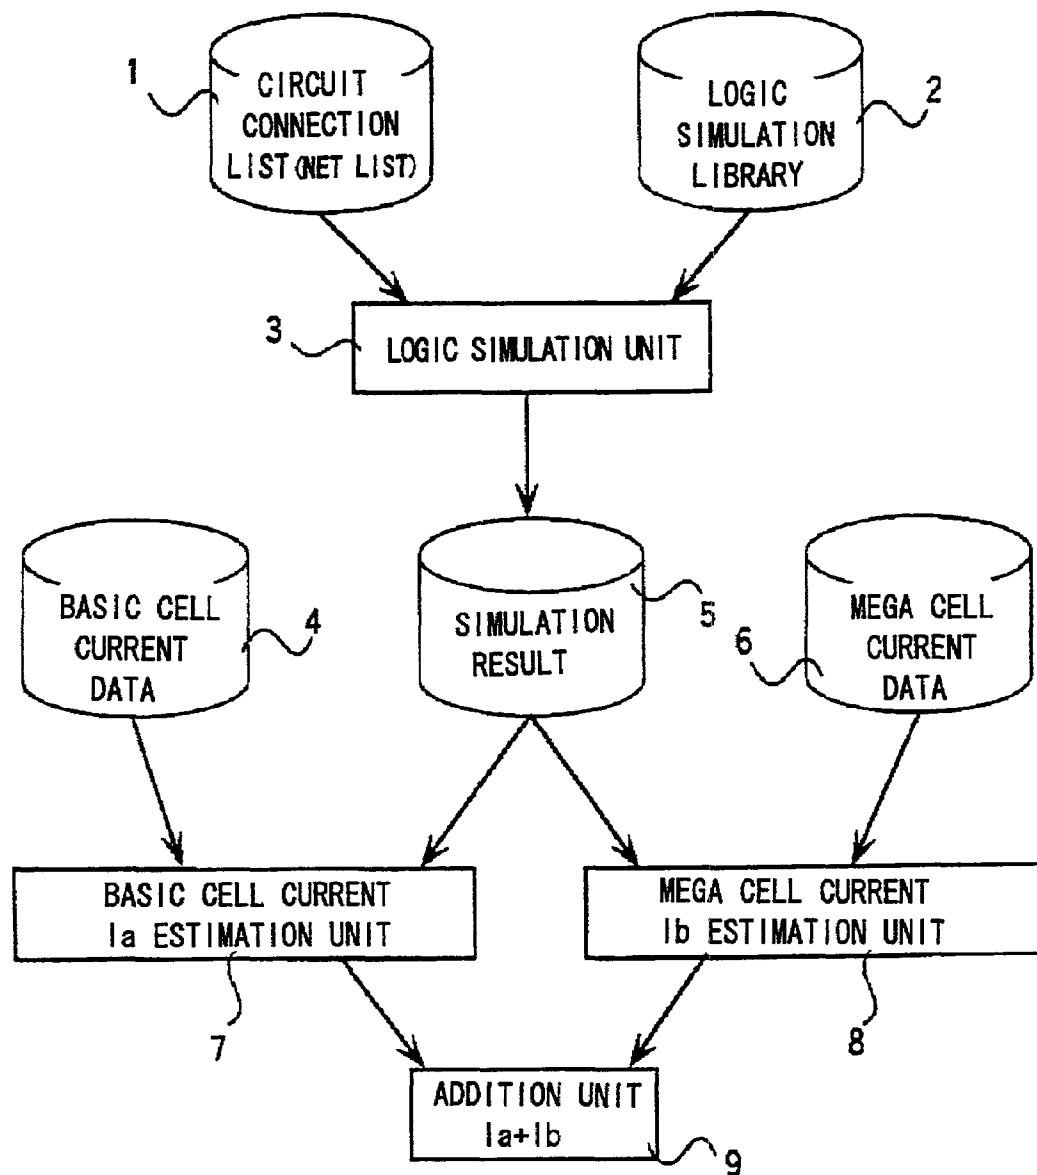 1
CIRCUIT
CONNECTION
LIST (NET LIST)
LOGIC
SIMULATION
LIBRARY
2
3
LOGIC SIMULATION UNIT
BASIC CELL
CURRENT
DATA
4
SIMULATION
RESULT
5
MEGA CELL
CURRENT
DATA
6
BASIC CELL CURRENT
Ia ESTIMATION UNIT
MEGA CELL CURRENT
Ib ESTIMATION UNIT
7
8
ADDITION UNIT
Ia+Ib
9